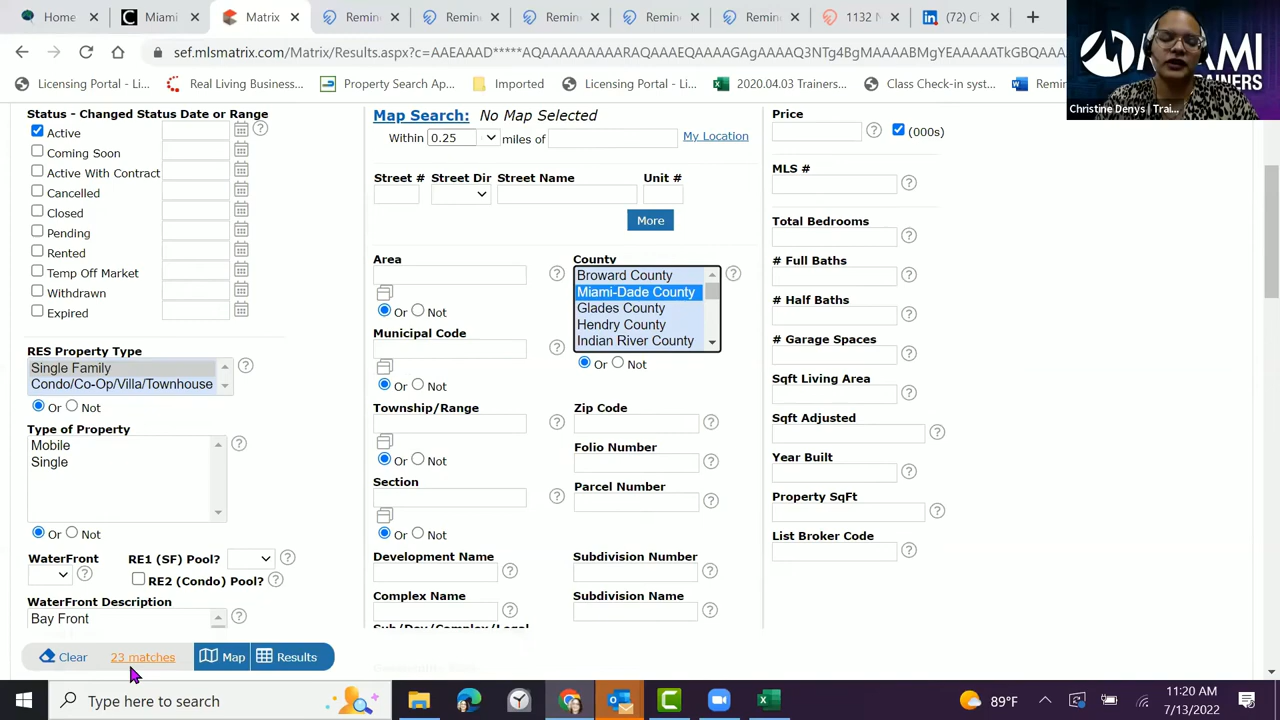 Home
Miami
Matrix
Remine
Remine
Remine
Remine
Remine
1132 N
(72) C
sef.mlsmatrix.com/Matrix/Results.aspx?c=AAEAAAD*****AQAAAAAAAAARAQAAAEQAAAAGAgAAAAQ3NTg4BgMAAAABMgYEAAAAATkGBQAAA
Licensing Portal - Li...
Real Living Business...
Property Search Ap...
Imported
Licensing Portal - Li...
2020.04.03 Trainers...
Class Check-in syst...
MIAMI
TRAINERS
Christine Denys | Trai...
Status - Changed Status Date or Range
Active
Coming Soon
Active With Contract
Cancelled
Closed
Pending
Rented
Temp Off Market
Withdrawn
Expired
RES Property Type
Single Family
Condo/Co-Op/Villa/Townhouse
Or Not
Type of Property
Mobile
Single
Or Not
WaterFront RE1 (SF) Pool?
RE2 (Condo) Pool?
WaterFront Description
Bay Front
Map Search: No Map Selected
Within 0.25 miles of My Location
Street # Street Dir Street Name Unit #
More
Area
Or Not
Municipal Code
Or Not
Township/Range
Or Not
Section
Or Not
Development Name
Complex Name
Sub/Dev/Complex/Legal
County
Broward County
Miami-Dade County
Glades County
Hendry County
Indian River County
Or Not
Zip Code
Folio Number
Parcel Number
Subdivision Number
Subdivision Name
Price
(000s)
MLS #
Total Bedrooms
# Full Baths
# Half Baths
# Garage Spaces
Sqft Living Area
Sqft Adjusted
Year Built
Property SqFt
List Broker Code
Clear 23 matches Map Results
Type here to search
89°F
11:20 AM
7/13/2022